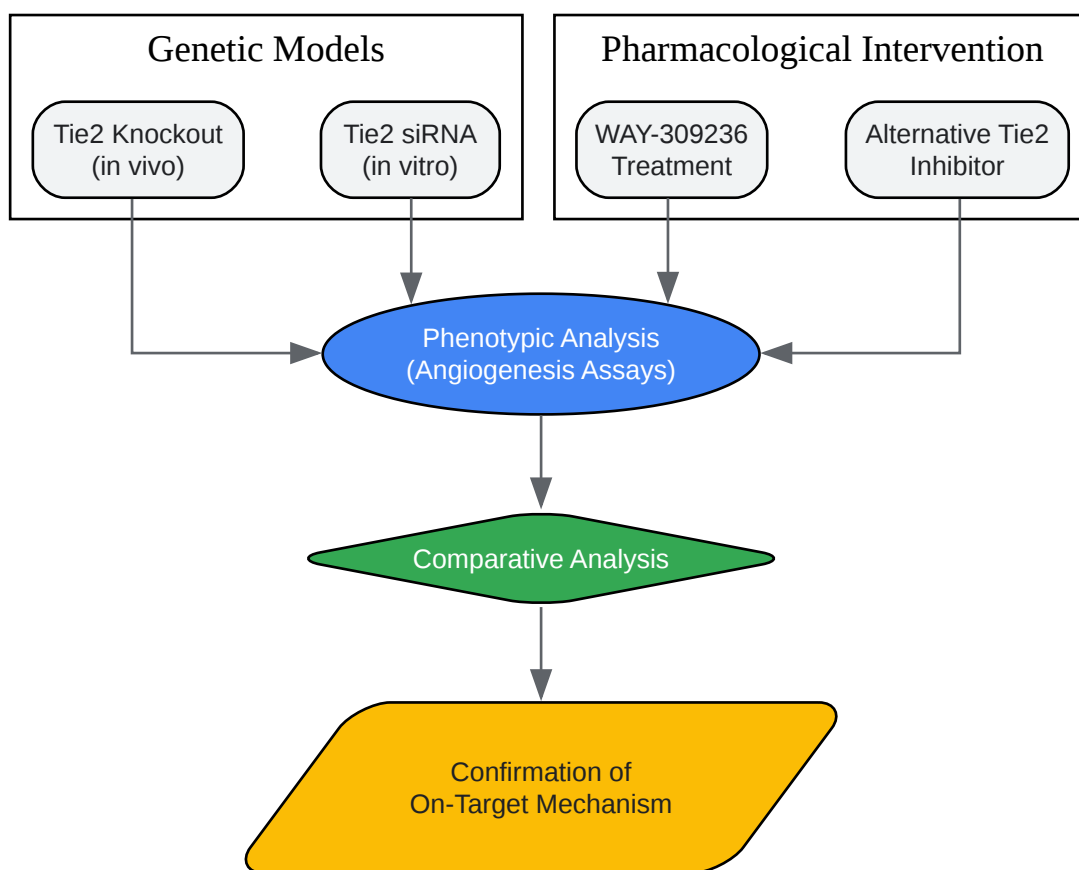 Genetic Models
Pharmacological Intervention
Tie2 Knockout
(in vivo)
Tie2 siRNA
(in vitro)
WAY-309236
Treatment
Alternative Tie2
Inhibitor
Phenotypic Analysis
(Angiogenesis Assays)
Comparative Analysis
Confirmation of
On-Target Mechanism